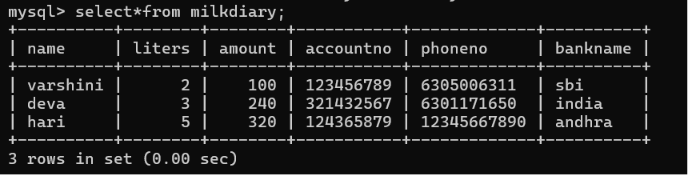 mysql> select*from milkdiary;
+----------+--------+--------+-----------+-------------+----------+
| name     | liters | amount | accountno | phoneno     | bankname |
+----------+--------+--------+-----------+-------------+----------+
| varshini |      2 |    100 | 123456789 | 6305006311  | sbi      |
| deva     |      3 |    240 | 321432567 | 6301171650  | india    |
| hari     |      5 |    320 | 124365879 | 12345667890 | andhra   |
+----------+--------+--------+-----------+-------------+----------+
3 rows in set (0.00 sec)